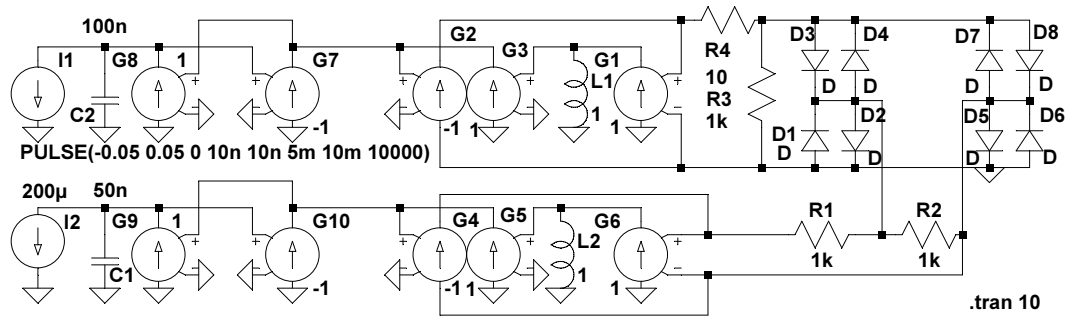 100n
I1
G8
1
G7
G2
G3
G1
R4
D3
D4
D7
D8
+
+
+
L1
10
D
D
D
D
C2
-
-
-
R3
-1
-1
1
1
1
1k
D1
D2
D5
D6
D
D
D
D
PULSE(-0.05 0.05 0 10n 10n 5m 10m 10000)
200µ
50n
I2
G9
1
G10
G4
G5
G6
R1
R2
+
+
+
L2
C1
-
-
-
1k
1k
-1
-1
1
1
1
.tran 10